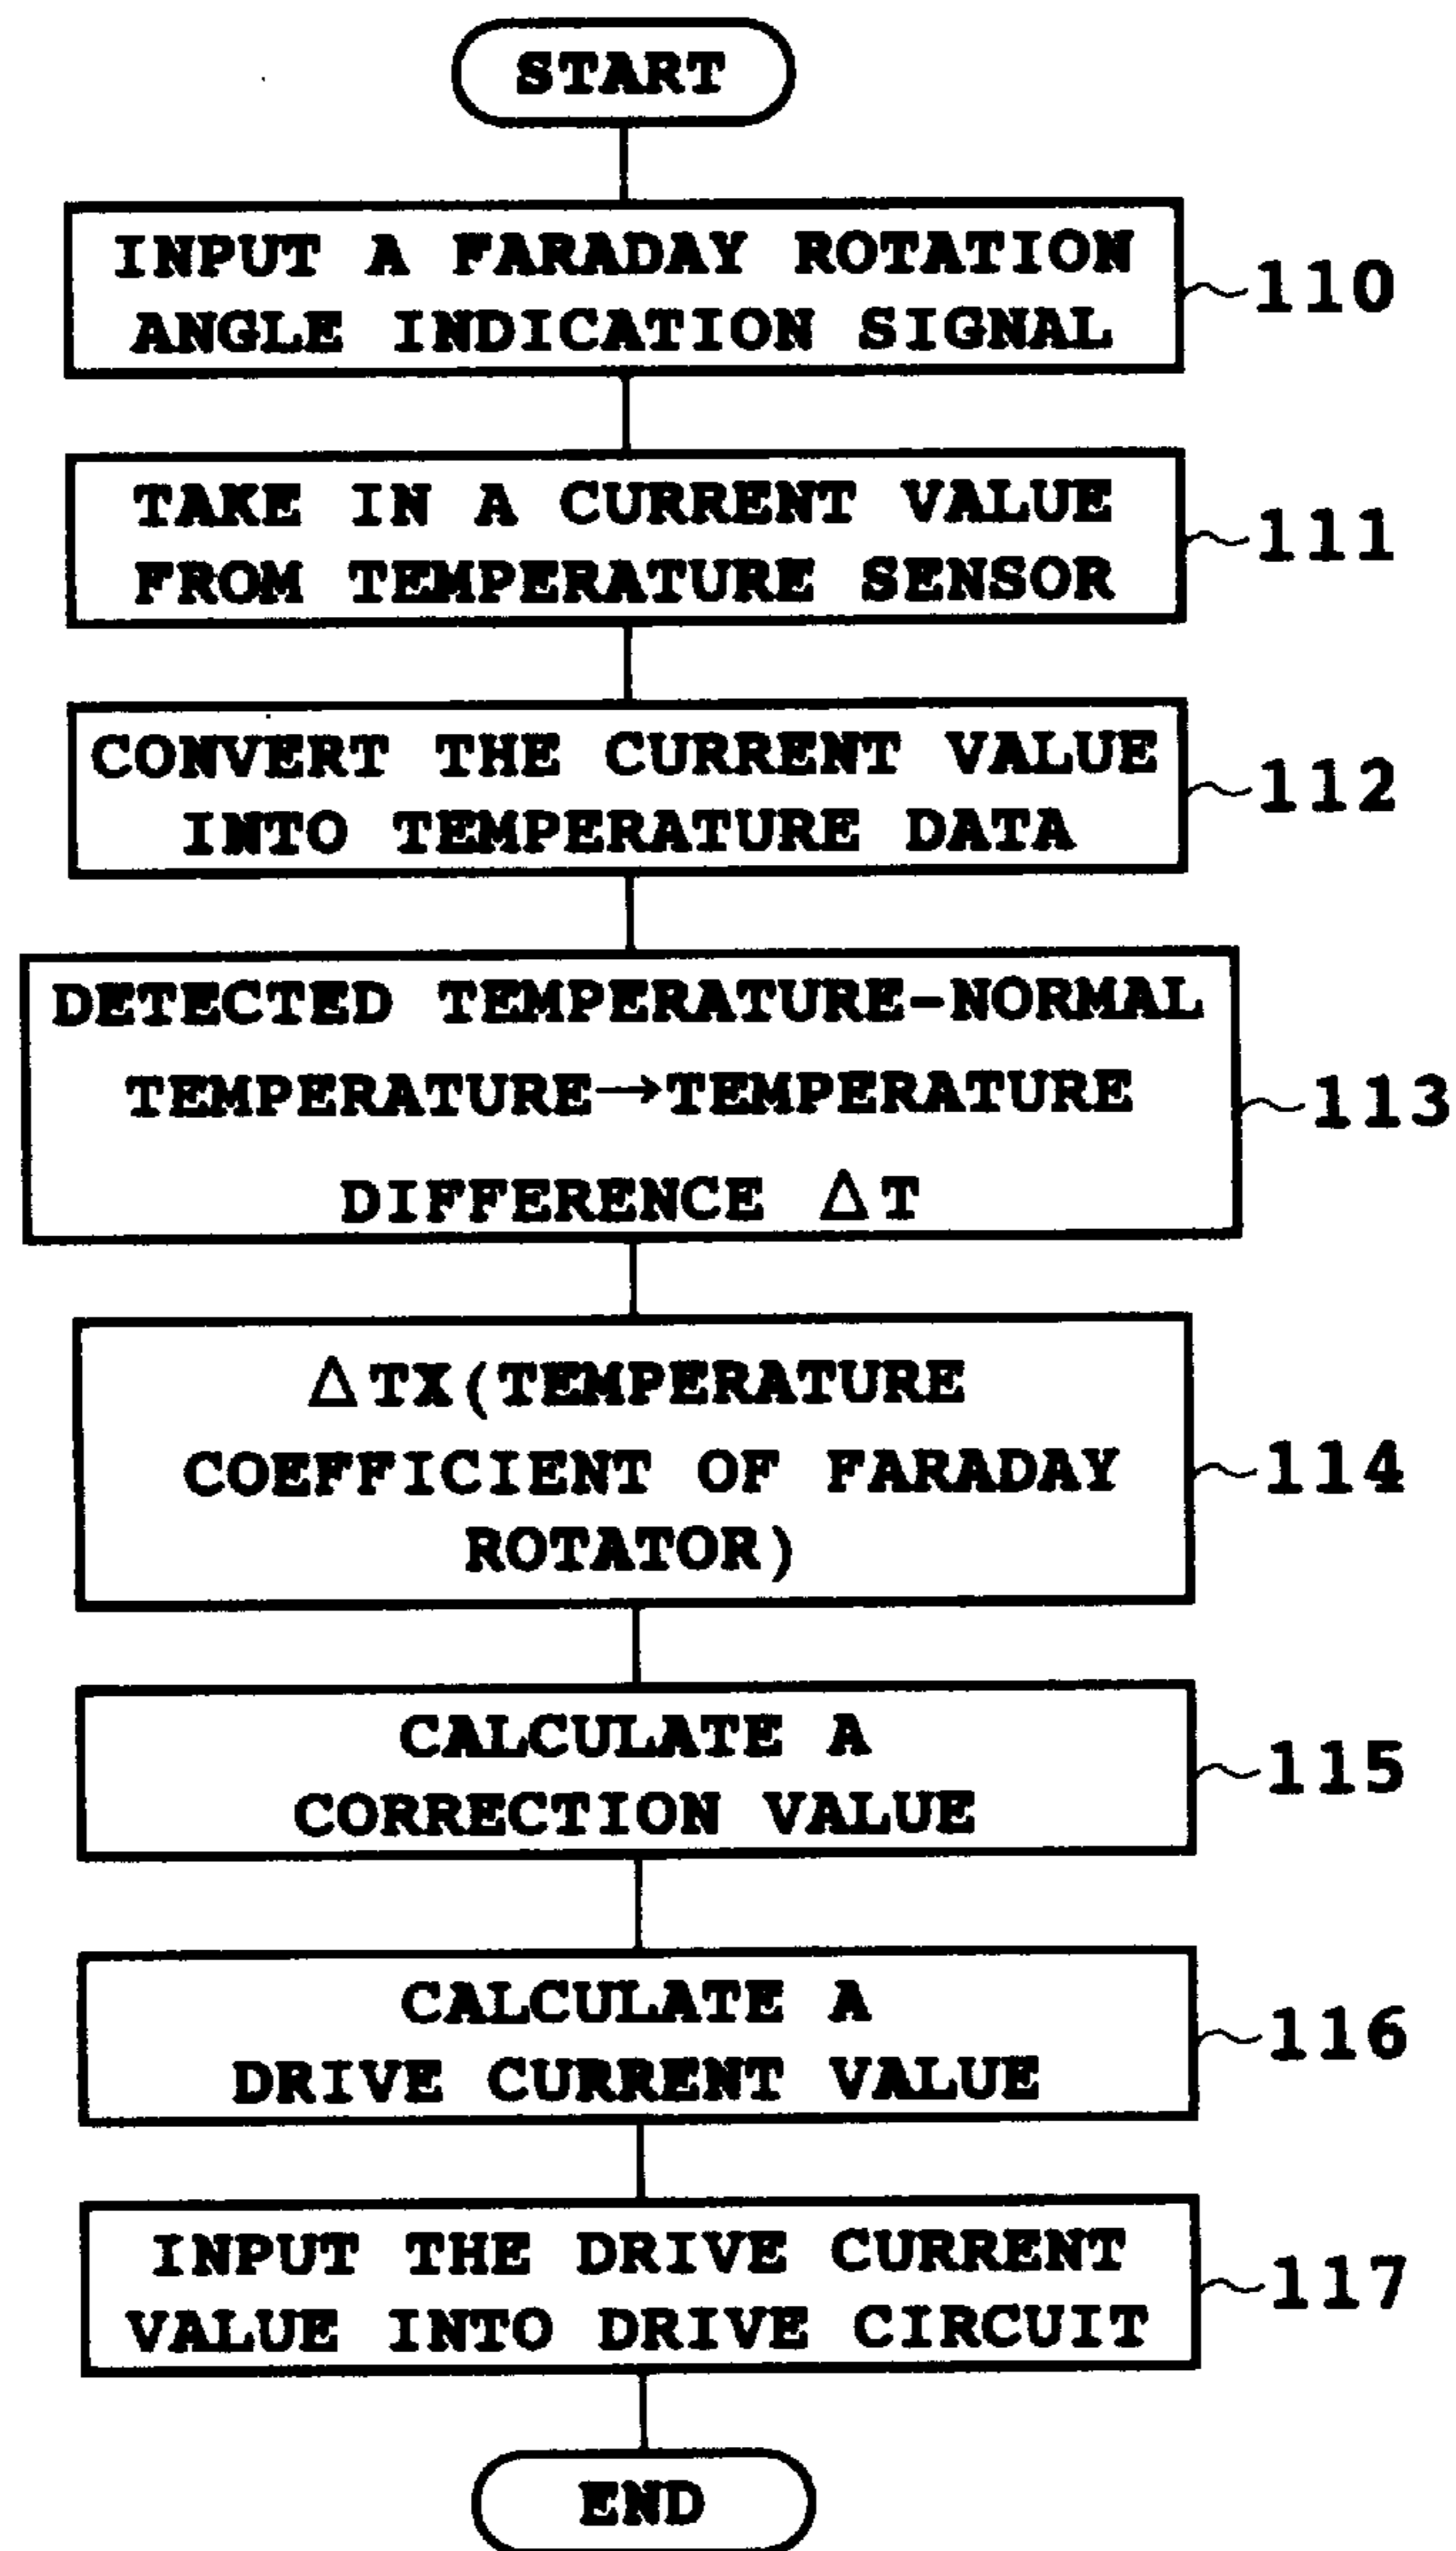 START
INPUT A FARADAY ROTATION
ANGLE INDICATION SIGNAL
110
TAKE IN A CURRENT VALUE
FROM TEMPERATURE SENSOR
111
CONVERT THE CURRENT VALUE
INTO TEMPERATURE DATA
112
DETECTED TEMPERATURE-NORMAL
TEMPERATURE→TEMPERATURE
DIFFERENCE ΔT
113
ΔTX(TEMPERATURE
COEFFICIENT OF FARADAY
ROTATOR)
114
CALCULATE A
CORRECTION VALUE
115
CALCULATE A
DRIVE CURRENT VALUE
116
INPUT THE DRIVE CURRENT
VALUE INTO DRIVE CIRCUIT
117
END